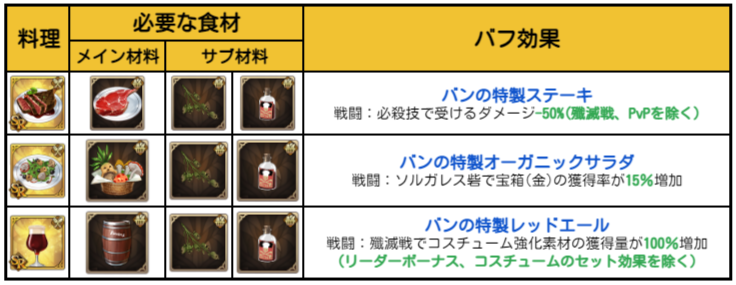 料理
必要な食材
バフ効果
メイン材料
サブ材料
バンの特製ステーキ
戦闘：必殺技で受けるダメージ-50%(殲滅戦、PvPを除く)
バンの特製オーガニックサラダ
戦闘：ソルガレス砦で宝箱(金)の獲得率が15%増加
バンの特製レッドエール
戦闘：殲滅戦でコスチューム強化素材の獲得量が100%増加
(リーダーボーナス、コスチュームのセット効果を除く)